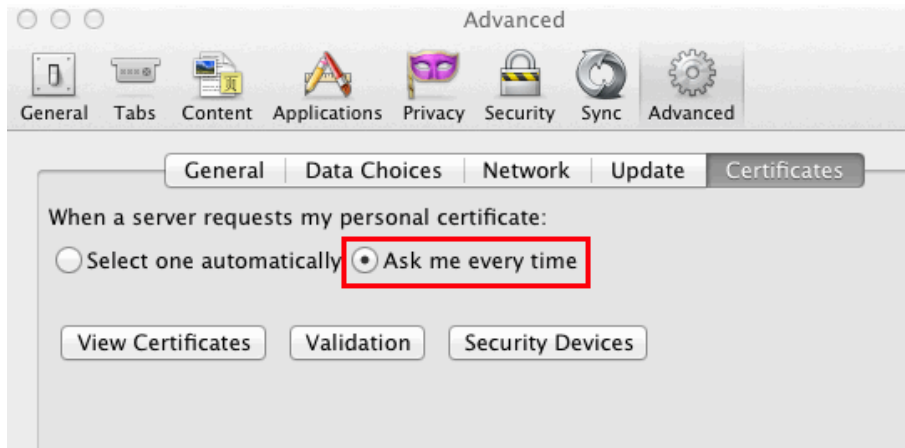 Advanced
General Tabs Content Applications Privacy Security Sync Advanced
General Data Choices Network Update Certificates
When a server requests my personal certificate:
Select one automatically Ask me every time
View Certificates Validation Security Devices